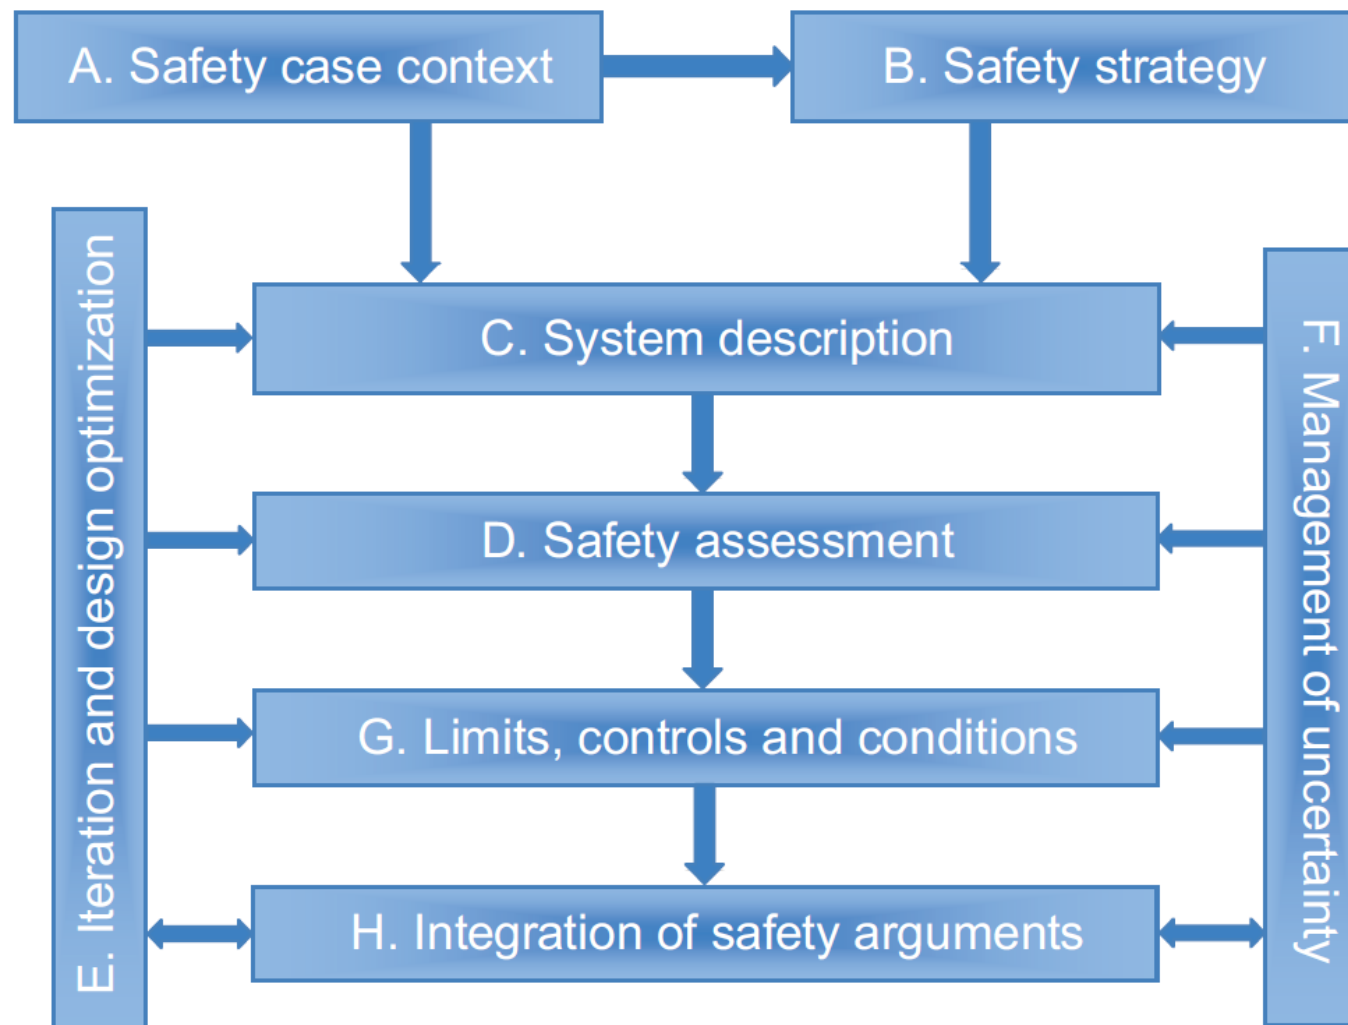 A. Safety case context
B. Safety strategy
C. System description
D. Safety assessment
G. Limits, controls and conditions
H. Integration of safety arguments
E. Iteration and design optimization
F. Management of uncertainty